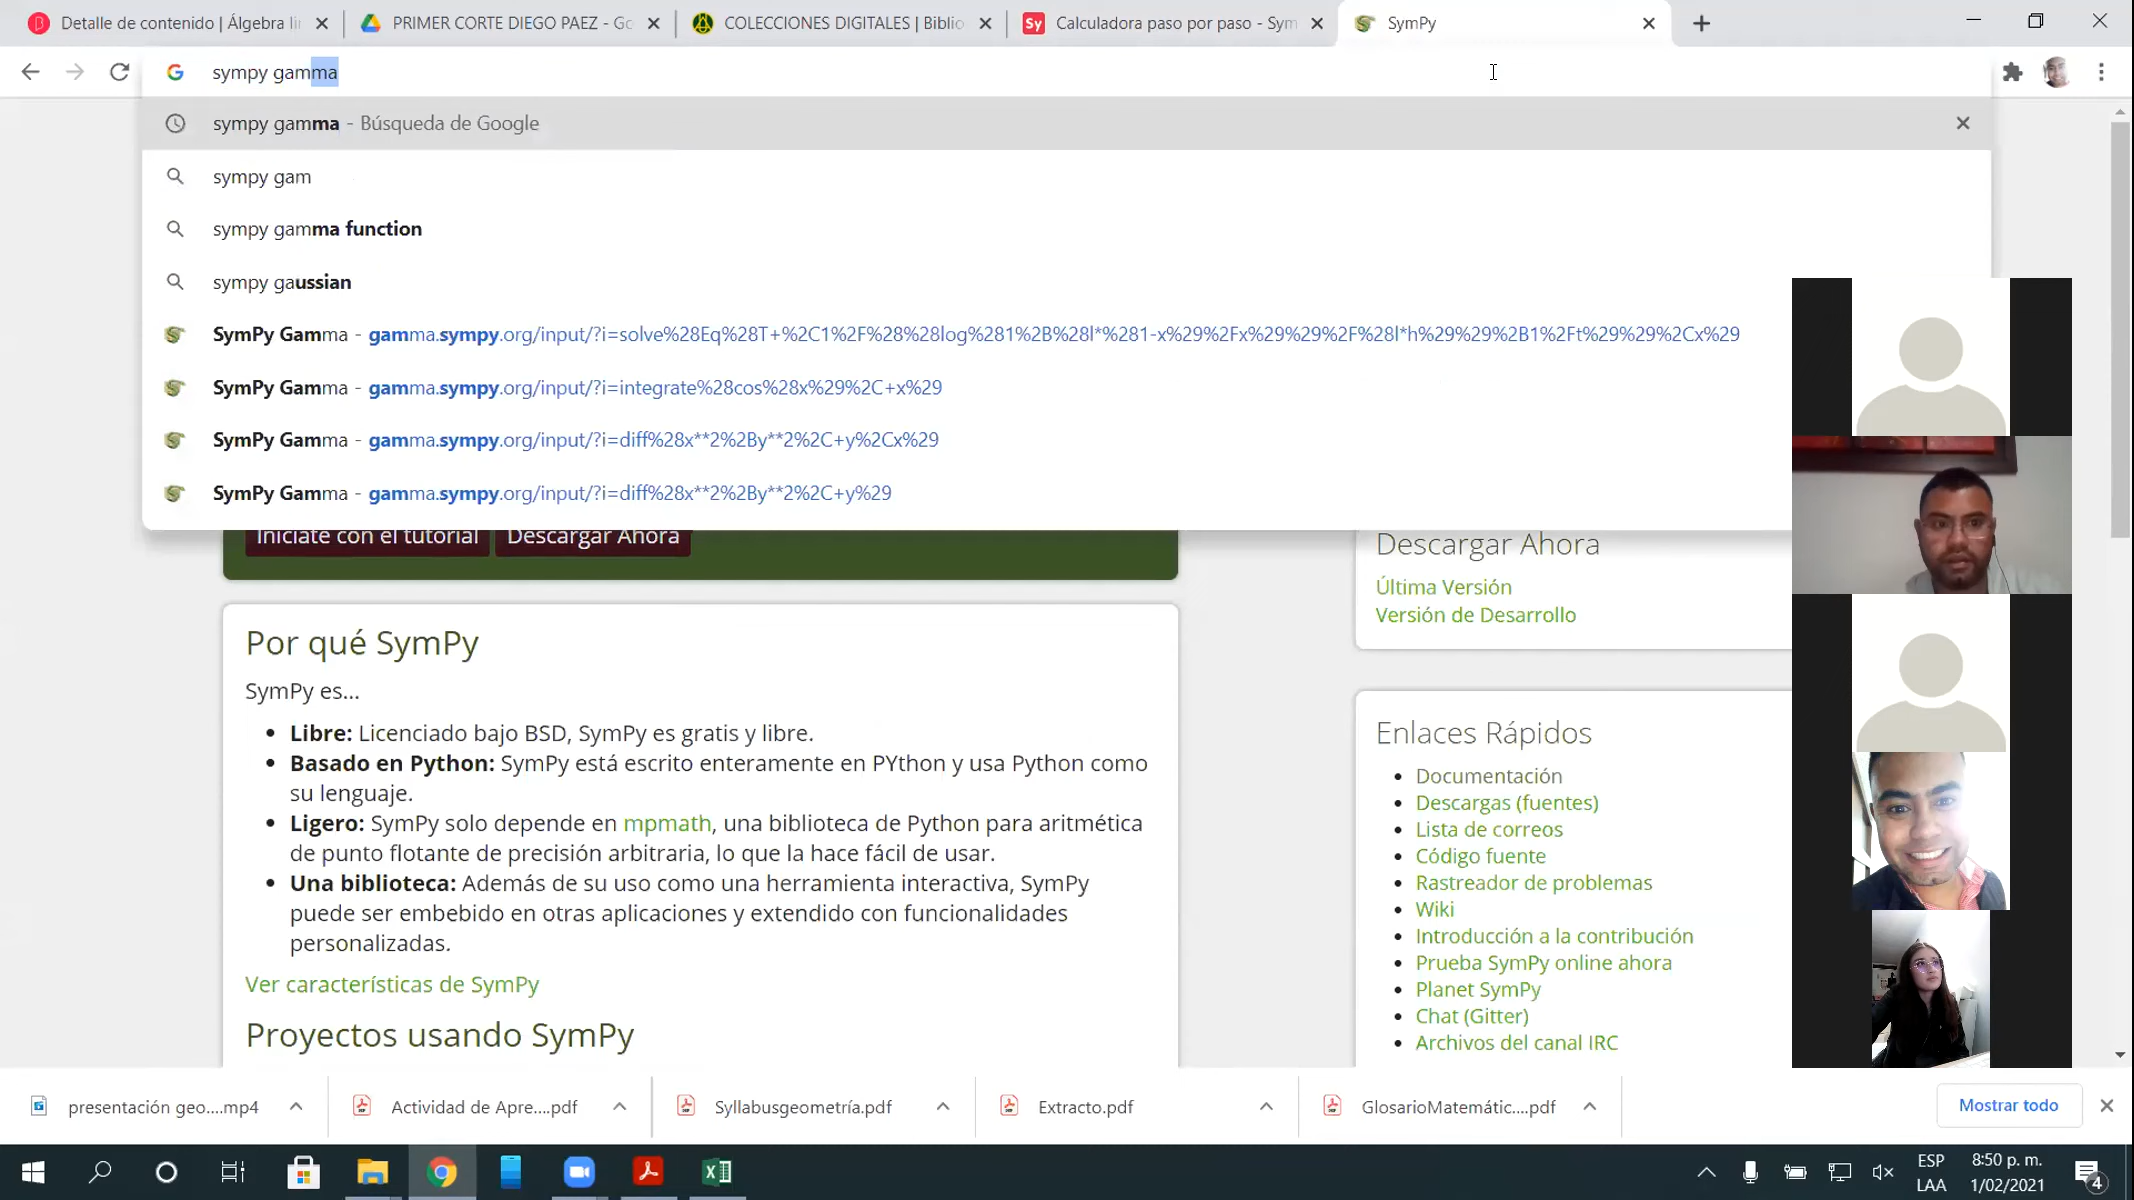 Detalle de contenido | Álgebra lin
PRIMER CORTE DIEGO PAEZ - Go
COLECCIONES DIGITALES | Biblio
Sy Calculadora paso por paso - Sym
SymPy
sympy gamma
sympy gamma - Búsqueda de Google
sympy gam
sympy gamma function
sympy gaussian
SymPy Gamma - gamma.sympy.org/input/?i=solve%28Eq%28T+%2C1%2F%28%28log%281%2B%28l*%281-x%29%2Fx%29%29%2F%28l*h%29%29%2B1%2Ft%29%29%2Cx%29
SymPy Gamma - gamma.sympy.org/input/?i=integrate%28cos%28x%29%2C+x%29
SymPy Gamma - gamma.sympy.org/input/?i=diff%28x**2%2By**2%2C+y%2Cx%29
SymPy Gamma - gamma.sympy.org/input/?i=diff%28x**2%2By**2%2C+y%29
Iníciate con el tutorial
Descargar Ahora
Descargar Ahora
Última Versión
Versión de Desarrollo
Por qué SymPy
SymPy es...
• Libre: Licenciado bajo BSD, SymPy es gratis y libre.
• Basado en Python: SymPy está escrito enteramente en PYthon y usa Python como
su lenguaje.
• Ligero: SymPy solo depende en mpmath, una biblioteca de Python para aritmética
de punto flotante de precisión arbitraria, lo que la hace fácil de usar.
• Una biblioteca: Además de su uso como una herramienta interactiva, SymPy
puede ser embebido en otras aplicaciones y extendido con funcionalidades
personalizadas.
Ver características de SymPy
Proyectos usando SymPy
Enlaces Rápidos
• Documentación
• Descargas (fuentes)
• Lista de correos
• Código fuente
• Rastreador de problemas
• Wiki
• Introducción a la contribución
• Prueba SymPy online ahora
• Planet SymPy
• Chat (Gitter)
• Archivos del canal IRC
presentación geo....mp4
Actividad de Apre....pdf
Syllabusgeometría.pdf
Extracto.pdf
GlosarioMatemátic....pdf
Mostrar todo
ESP
LAA
8:50 p. m.
1/02/2021
4